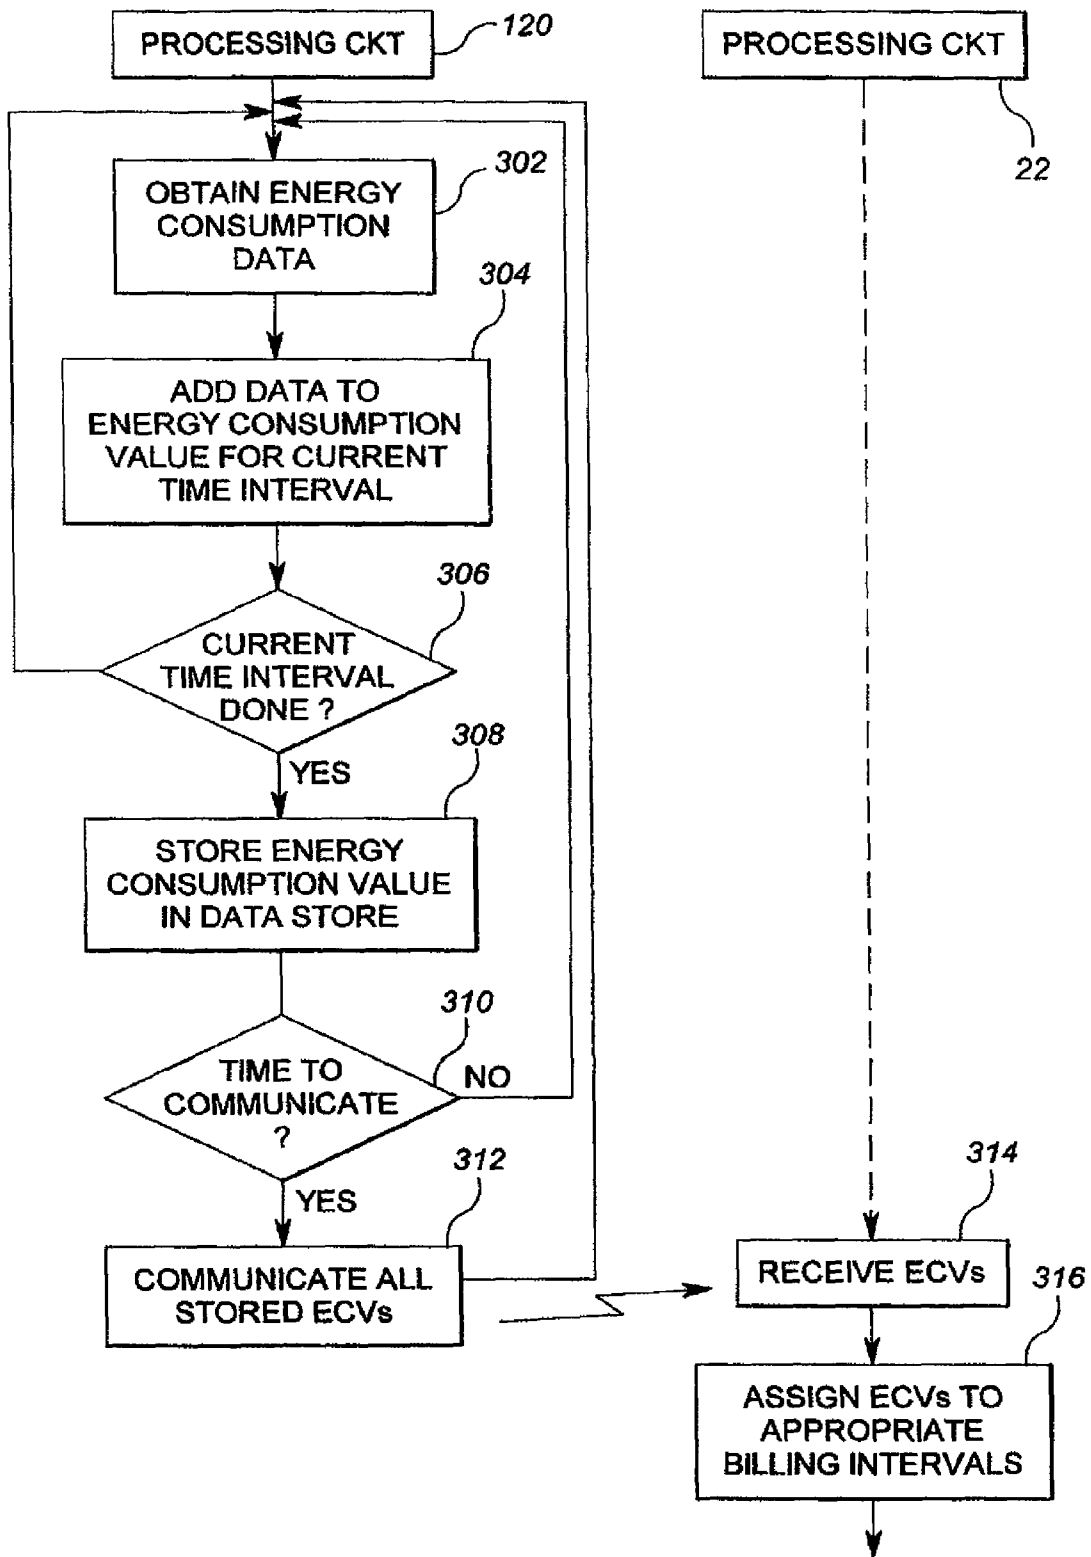 PROCESSING CKT
120
PROCESSING CKT
22
302
OBTAIN ENERGY
CONSUMPTION
DATA
304
ADD DATA TO
ENERGY CONSUMPTION
VALUE FOR CURRENT
TIME INTERVAL
306
CURRENT
TIME INTERVAL
DONE ?
YES
308
STORE ENERGY
CONSUMPTION VALUE
IN DATA STORE
310
TIME TO
COMMUNICATE
?
NO
YES
312
COMMUNICATE ALL
STORED ECVs
314
RECEIVE ECVs
316
ASSIGN ECVs TO
APPROPRIATE
BILLING INTERVALS